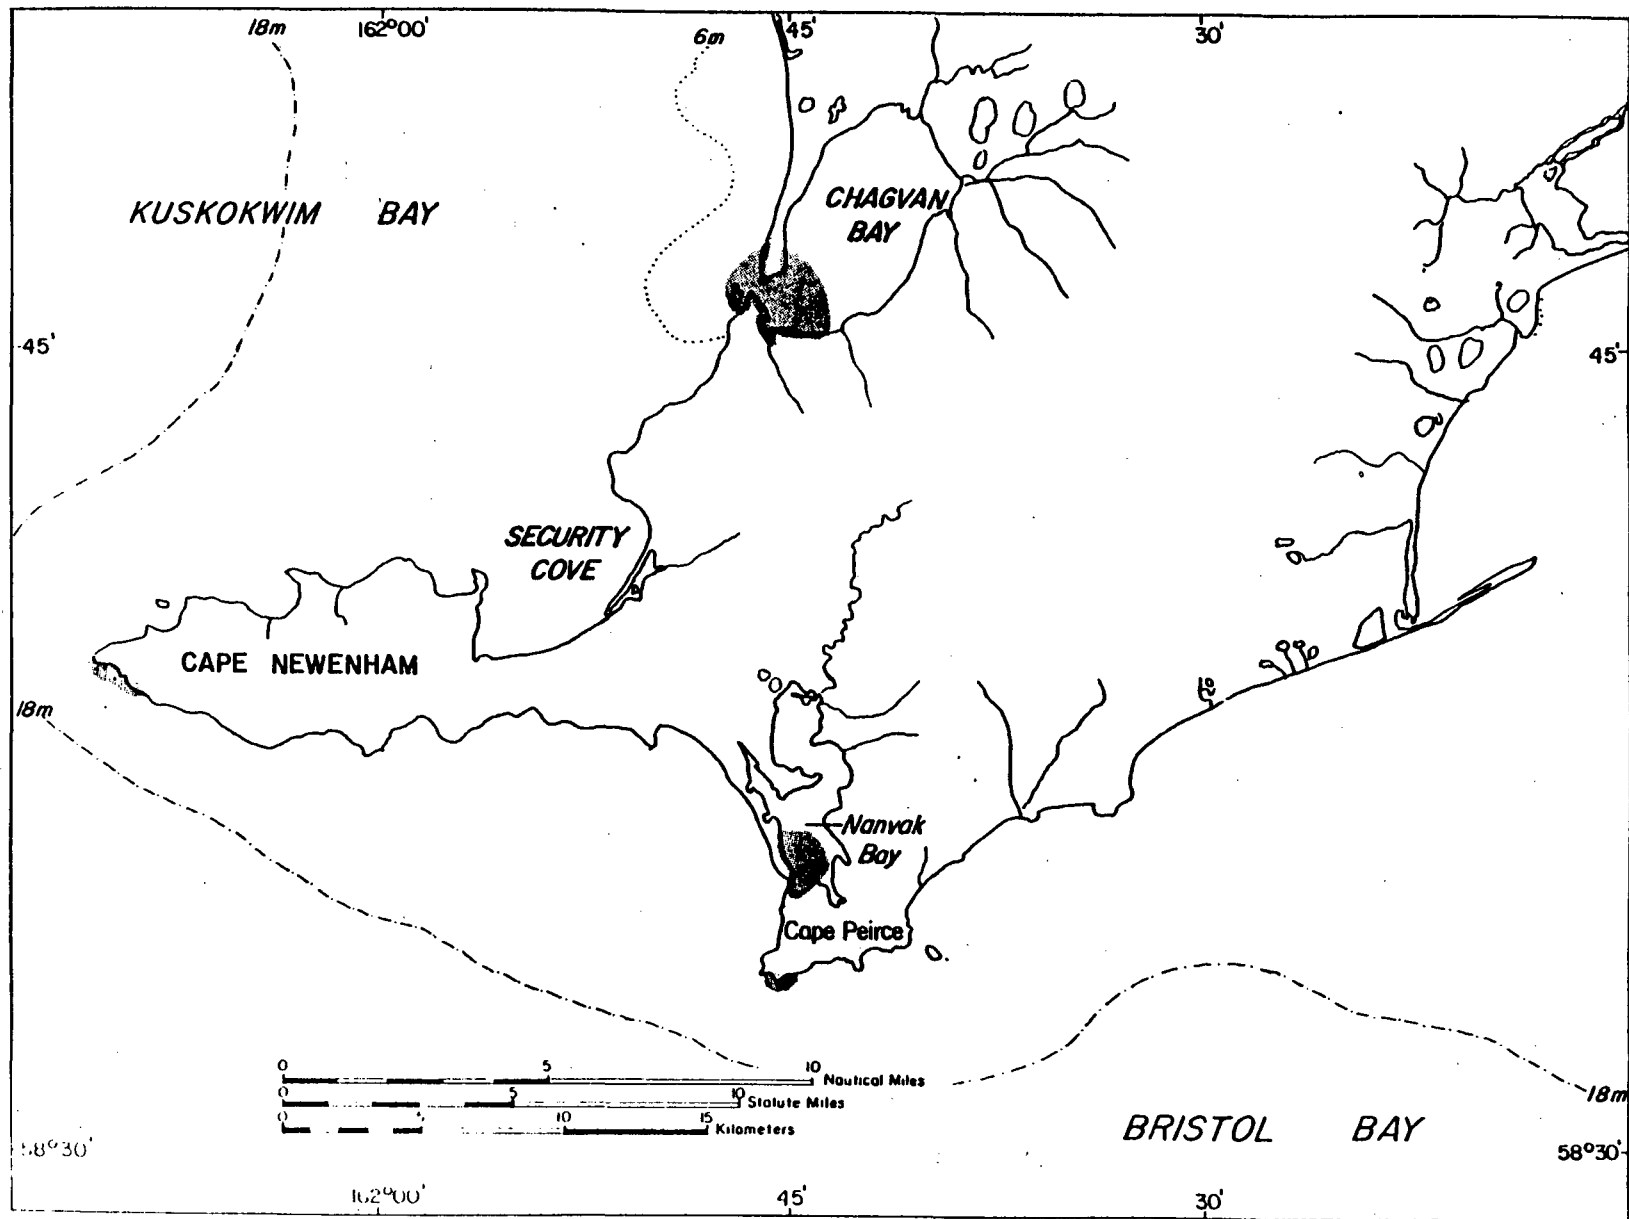 18m 162°00' 6m 45' 30'
KUSKOKWIM BAY
CHAGVAN
BAY
45' 45'
SECURITY
COVE
CAPE NEWENHAM
18m
Nanvak
Bay
Cape Peirce
0 5 10 Nautical Miles
0 5 10 Statute Miles
0 5 10 15 Kilometers
18m
BRISTOL BAY
58°30' 58°30'
162°00' 45' 30'